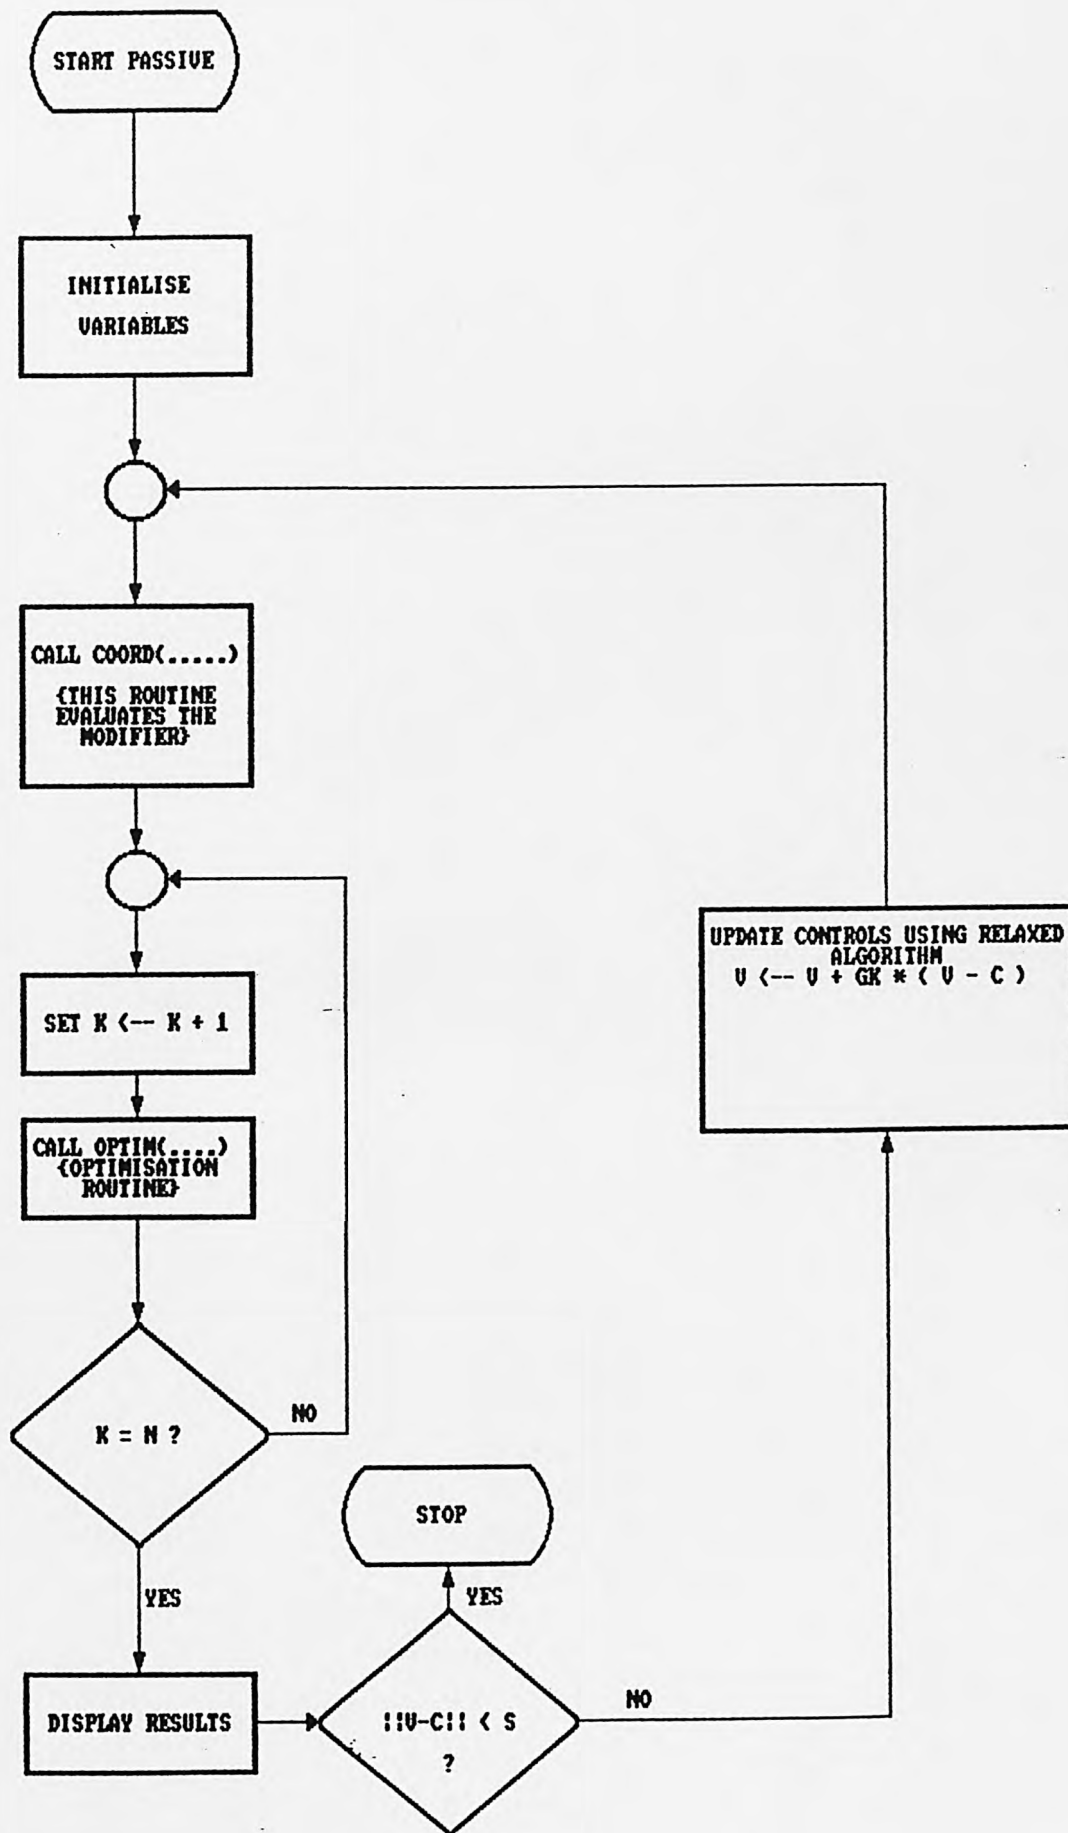 START PASSIVE
INITIALISE
VARIABLES
CALL COORD(.....)
{THIS ROUTINE
EVALUATES THE
MODIFIER}
SET K <-- K + 1
CALL OPTIM(....)
{OPTIMISATION
ROUTINE}
K = N ?
NO
YES
DISPLAY RESULTS
STOP
YES
||V-C|| < S
?
NO
UPDATE CONTROLS USING RELAXED
ALGORITHM
V <-- V + GK * ( V - C )